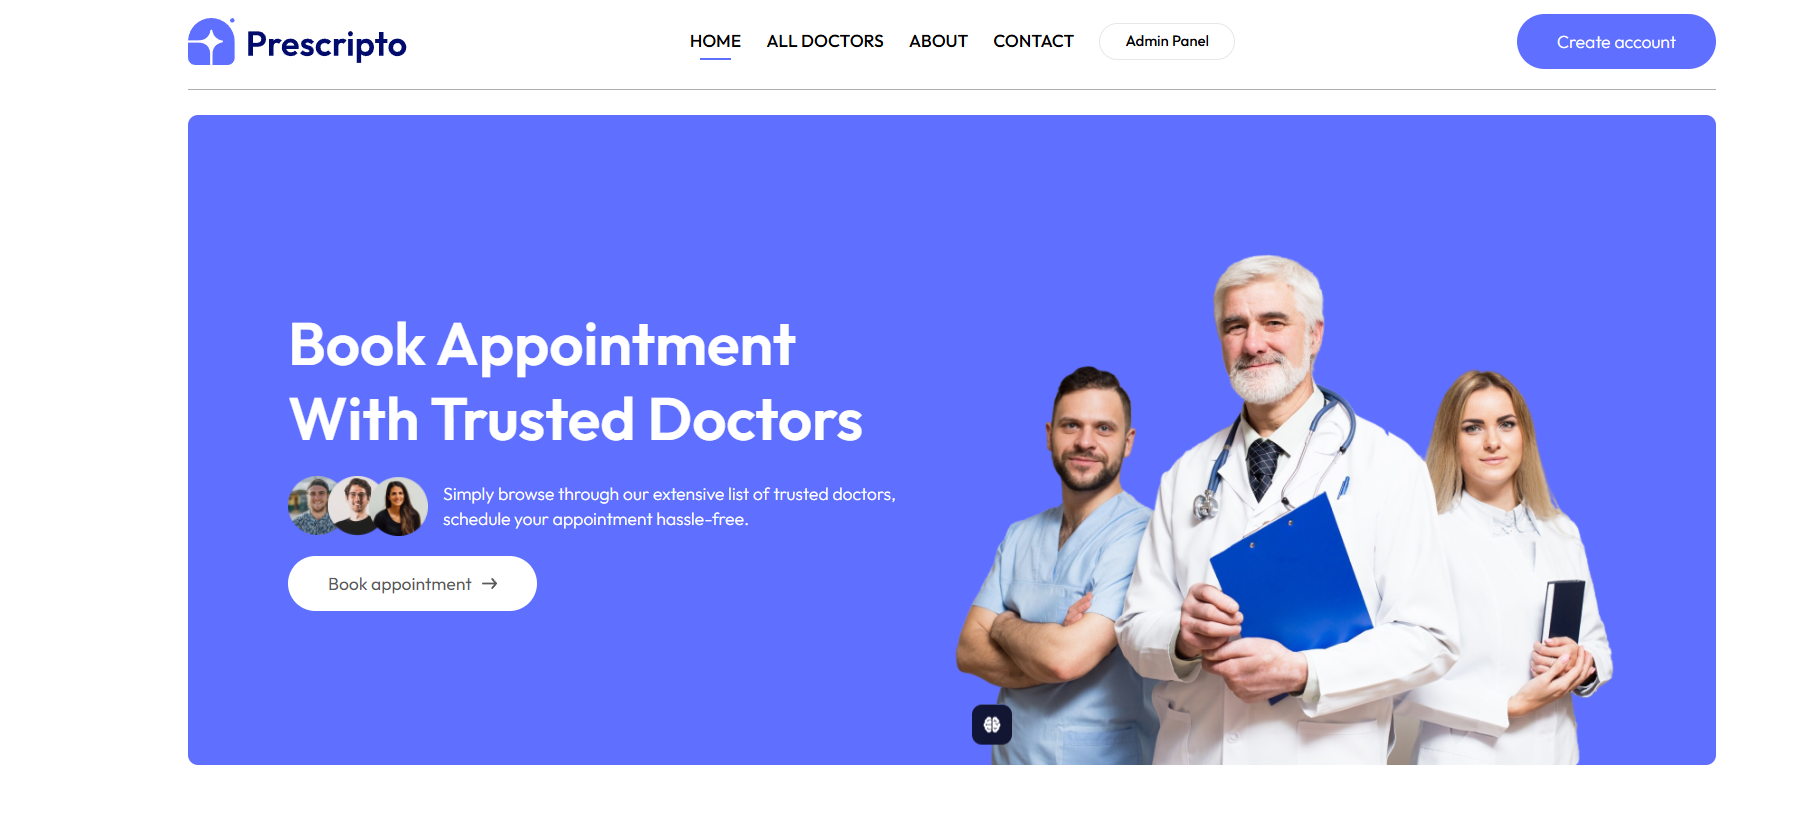 Prescripto
HOME
ALL DOCTORS
ABOUT
CONTACT
Admin Panel
Create account
Book Appointment
With Trusted Doctors
Simply browse through our extensive list of trusted doctors,
schedule your appointment hassle-free.
Book appointment →